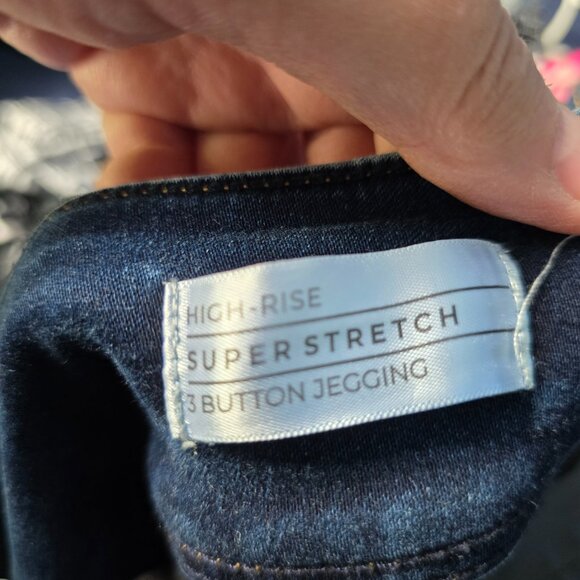 HIGH-RISE
SUPER STRETCH
3 BUTTON JEGGING